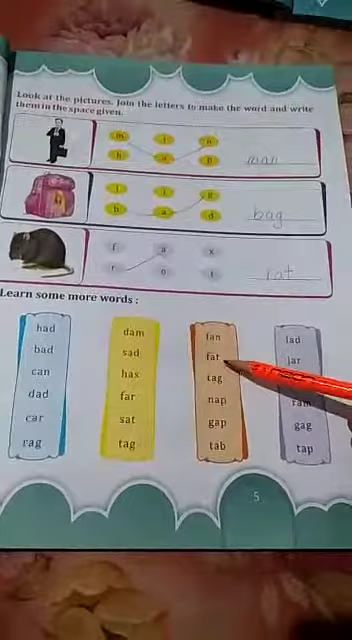 Look at the pictures. Join the letters to make the word and write
them in the space given.
m i n
h a p
man
l i g
b a d
bag
f a x
r o t
rat
Learn some more words :
had
bad
can
dad
car
rag
dam
sad
has
far
sat
tag
fan
fat
tag
nap
gap
tab
lad
jar
ram
gag
tap
5